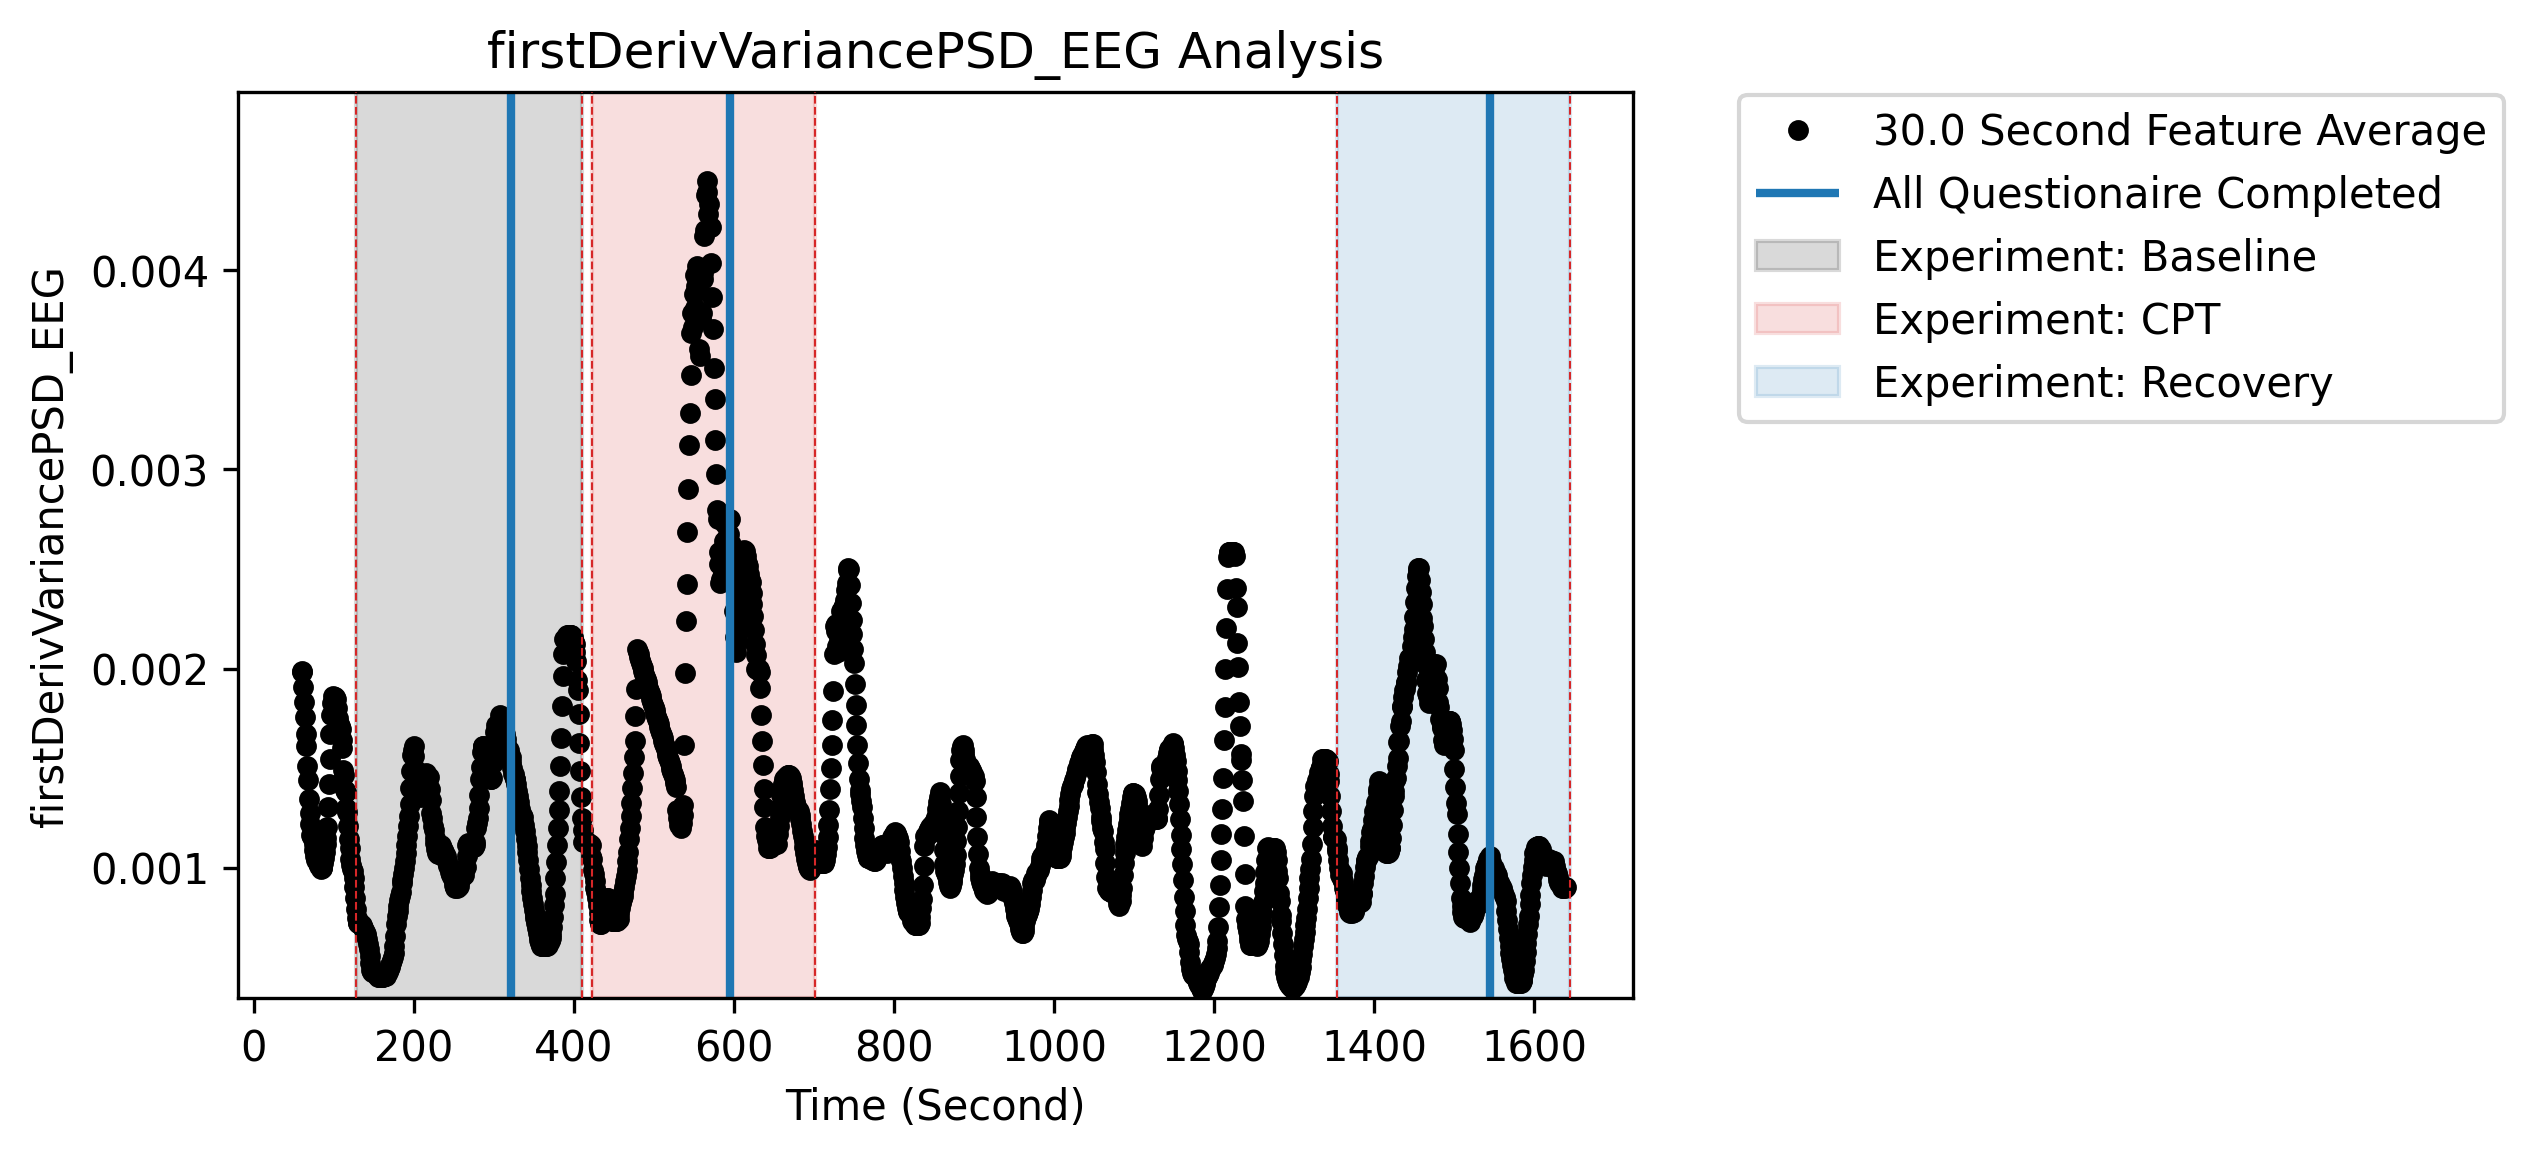 firstDerivVariancePSD_EEG Analysis
firstDerivVariancePSD_EEG
0.004
0.003
0.002
0.001
0 200 400 600 800 1000 1200 1400 1600
Time (Second)
30.0 Second Feature Average
All Questionaire Completed
Experiment: Baseline
Experiment: CPT
Experiment: Recovery